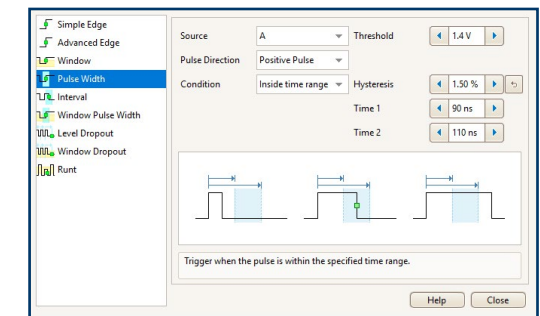 Simple Edge
Advanced Edge
Window
Pulse Width
Interval
Window Pulse Width
Level Dropout
Window Dropout
Runt
Source A Threshold 1.4 V
Pulse Direction Positive Pulse
Condition Inside time range Hysteresis 1.50 %
Time 1 90 ns
Time 2 110 ns
Trigger when the pulse is within the specified time range.
Help Close